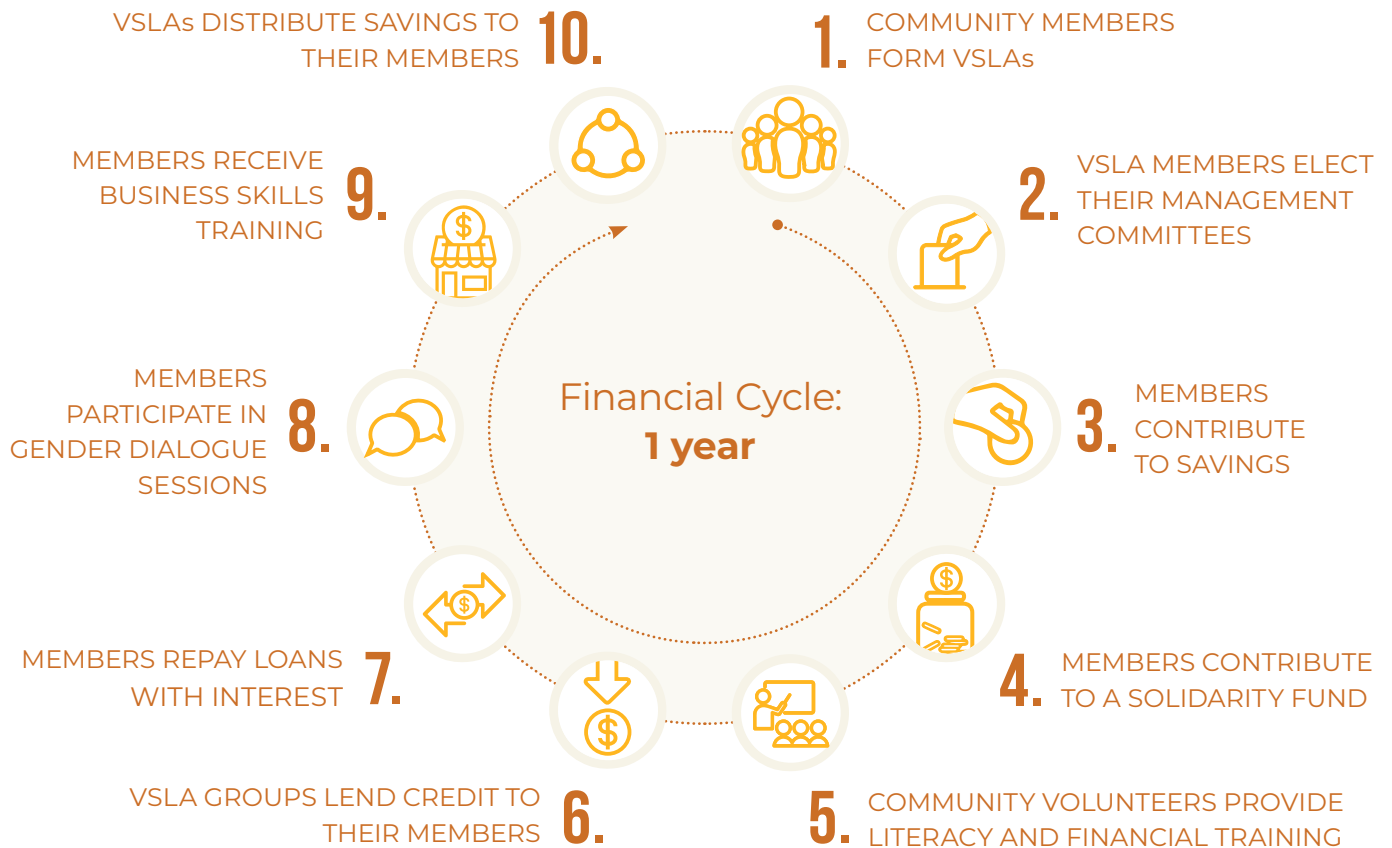 1.
COMMUNITY MEMBERS
FORM VSLAs
2.
VSLA MEMBERS ELECT
THEIR MANAGEMENT
COMMITTEES
3.
MEMBERS
CONTRIBUTE
TO SAVINGS
4.
MEMBERS CONTRIBUTE
TO A SOLIDARITY FUND
5.
COMMUNITY VOLUNTEERS PROVIDE
LITERACY AND FINANCIAL TRAINING
6.
VSLA GROUPS LEND CREDIT TO
THEIR MEMBERS
7.
MEMBERS REPAY LOANS
WITH INTEREST
8.
MEMBERS
PARTICIPATE IN
GENDER DIALOGUE
SESSIONS
9.
MEMBERS RECEIVE
BUSINESS SKILLS
TRAINING
10.
VSLAs DISTRIBUTE SAVINGS TO
THEIR MEMBERS
Financial Cycle:
1 year
$
$
$
$